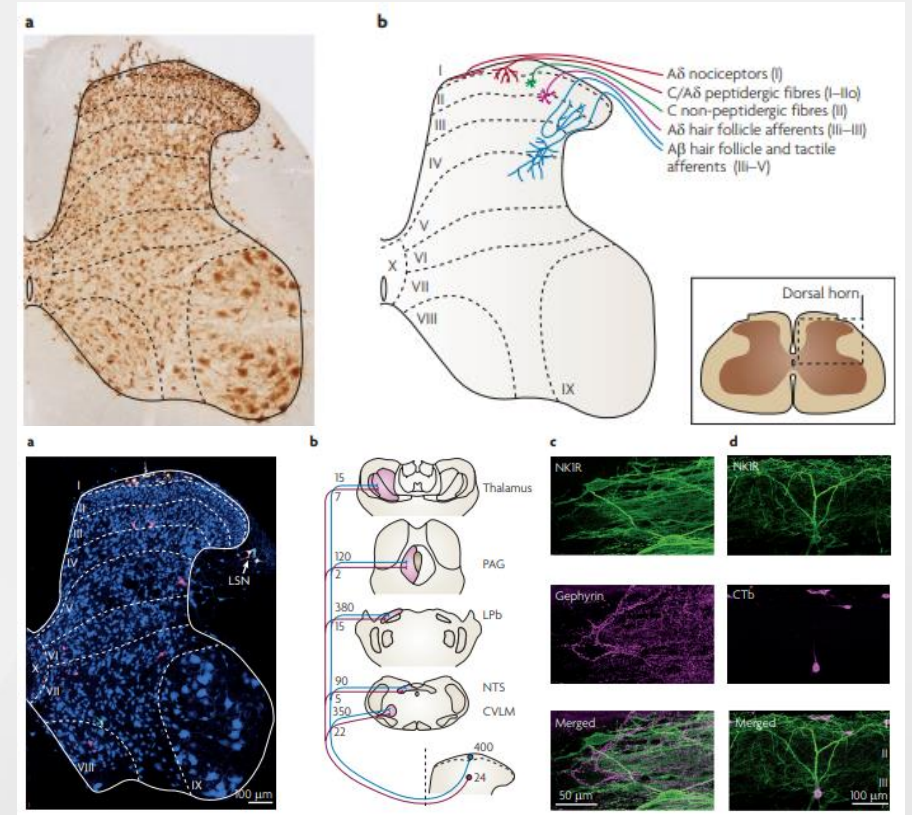 a
b
I
II
III
IV
V
VI
X
VII
VIII
IX
Aδ nociceptors (I)
C/Aδ peptidergic fibres (I–IIo)
C non-peptidergic fibres (II)
Aδ hair follicle afferents (IIi–III)
Aβ hair follicle and tactile
afferents (IIi–V)
Dorsal horn
a
I
II
III
IV
V
VI
X
VII
VIII
IX
LSN
100 µm
b
15
7
Thalamus
120
2
PAG
380
15
LPb
90
5
NTS
350
22
CVLM
400
24
c
NK1R
Gephyrin
Merged
50 µm
d
NK1R
CTb
Merged
I
II
III
100 µm